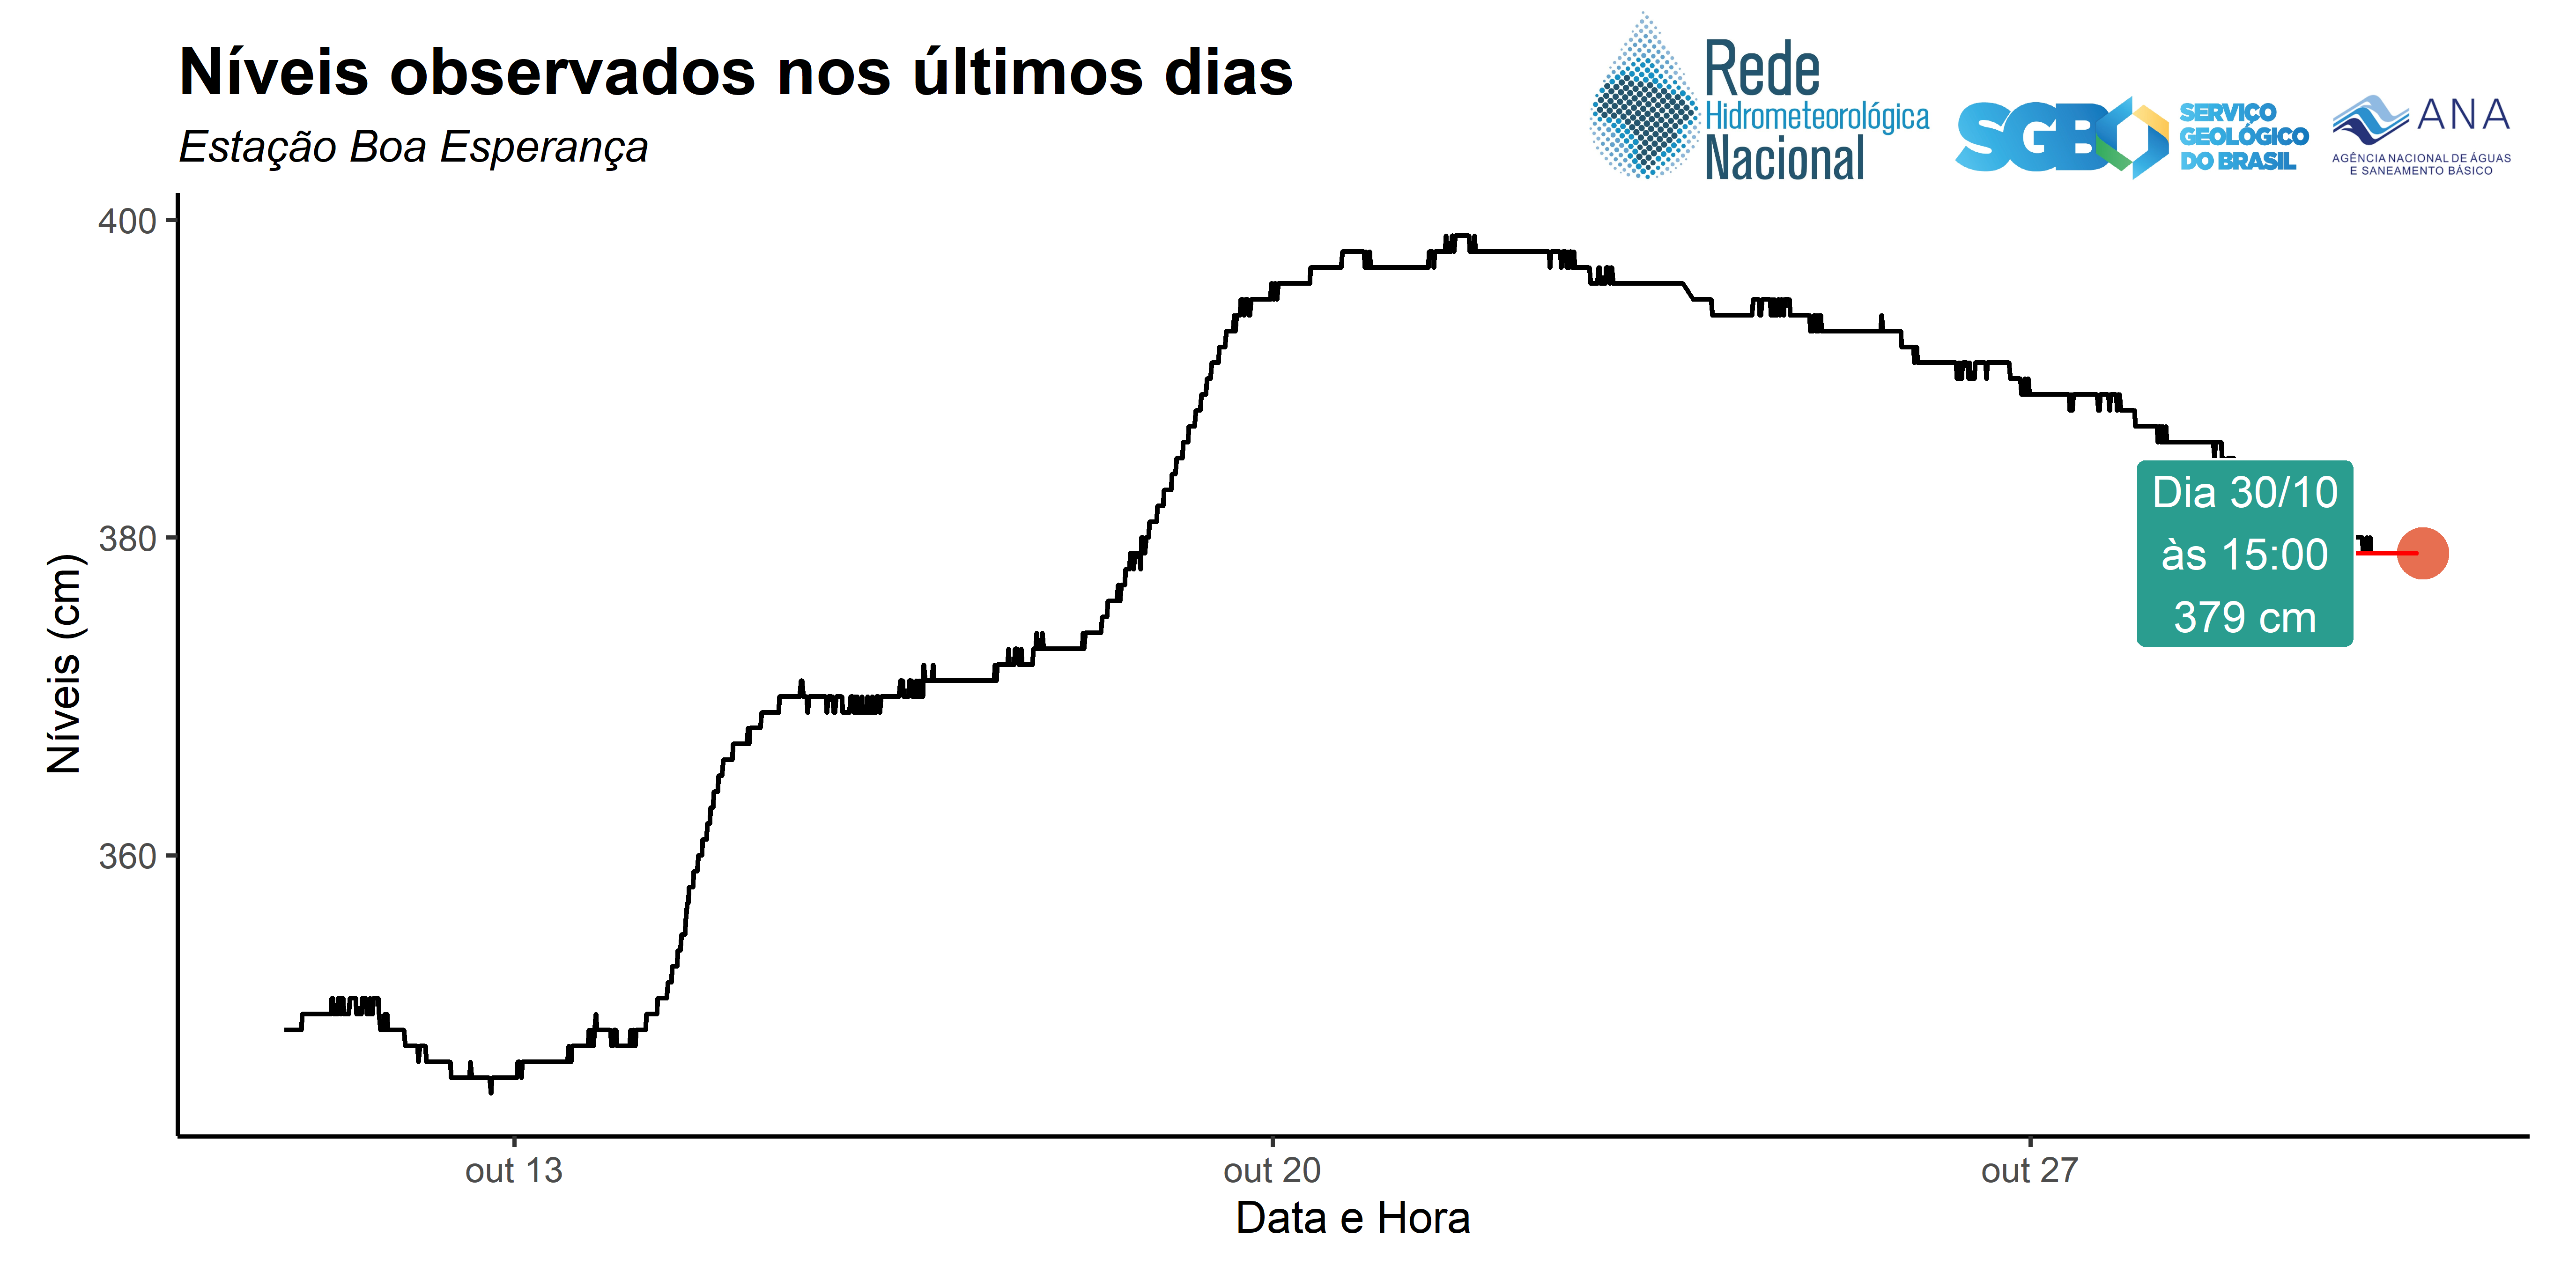 Níveis observados nos últimos dias
Estação Boa Esperança
Rede
Hidrometeorológica
Nacional
SGB
SERVIÇO
GEOLÓGICO
DO BRASIL
ANA
AGÊNCIA NACIONAL DE ÁGUAS
E SANEAMENTO BÁSICO
400
380
360
Níveis (cm)
Dia 30/10
às 15:00
379 cm
out 13
out 20
out 27
Data e Hora